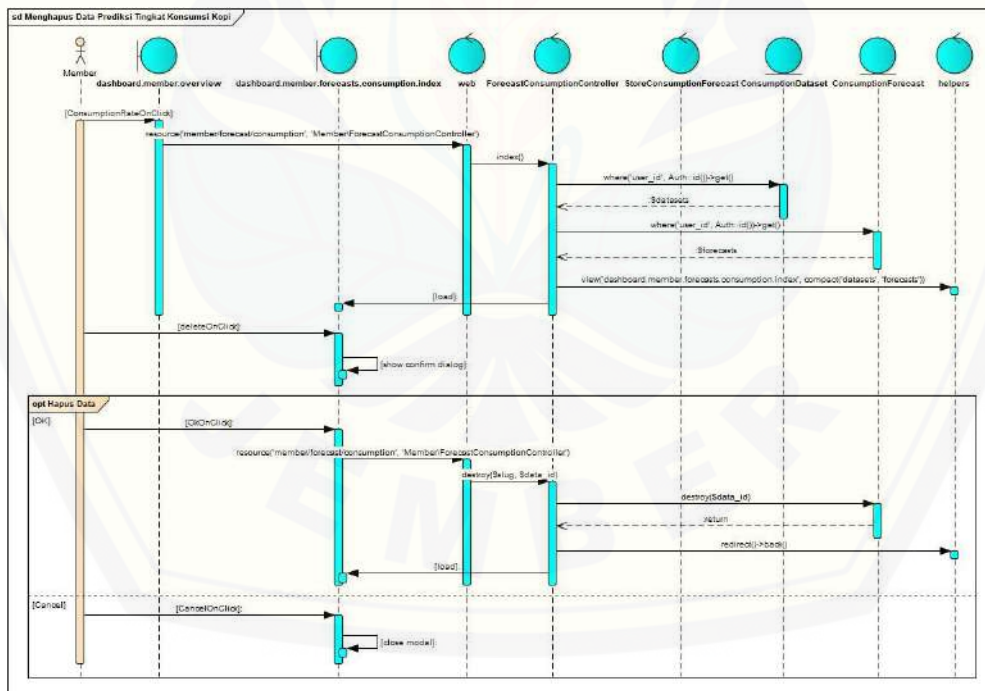 sd Menghapus Data Prediksi Tingkat Konsumsi Kopi
Member
dashboard.member.overview
dashboard.member.forecasts.consumption.index
web
ForecastConsumptionController
StoreConsumptionForecast
ConsumptionDataset
ConsumptionForecast
helpers
[ConsumptionRateOnClick]:
resource('member/forecast/consumption', 'Member\ForecastConsumptionController')
index()
where('user_id', Auth::id())->get()
$datasets
where('user_id', Auth::id())->get()
$forecasts
view('dashboard.member.forecasts.consumption.index', compact('datasets', 'forecasts'))
[load]:
[deleteOnClick]:
[show confirm dialog]:
opt Hapus Data
[OK]
[OkOnClick]:
resource('member/forecast/consumption', 'Member\ForecastConsumptionController')
destroy($slug, $data_id)
destroy($data_id)
return
redirect()->back()
[load]:
[Cancel]
[CancelOnClick]:
[close modal]:
JEMBER